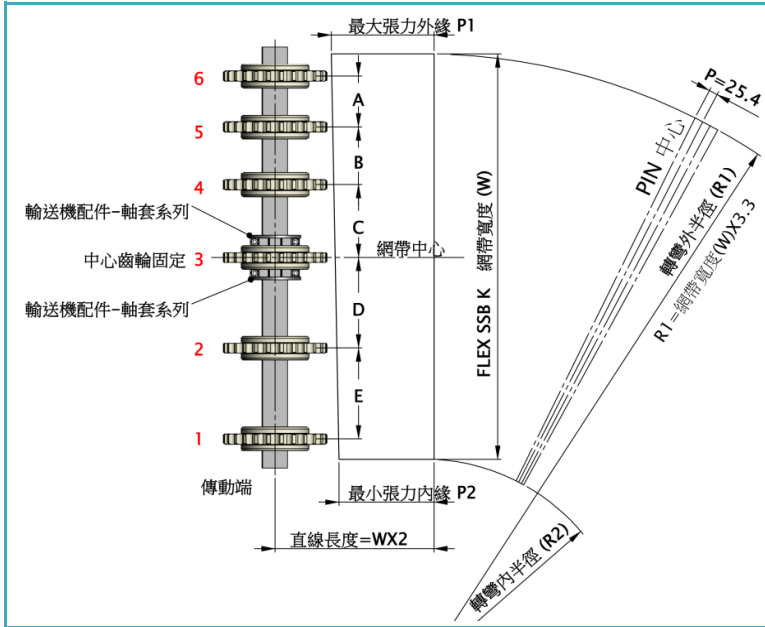 最大張力外緣 P1
6
A
P=25.4
5
PIN 中心
B
4
轉彎外半徑 (R1)
R1=網帶寬度(W)X3.3
輸送機配件-軸套系列
C
FLEX SSB K 網帶寬度 (W)
中心齒輪固定 3
網帶中心
輸送機配件-軸套系列
D
2
E
1
傳動端
最小張力內緣 P2
直線長度=WX2
轉彎內半徑 (R2)